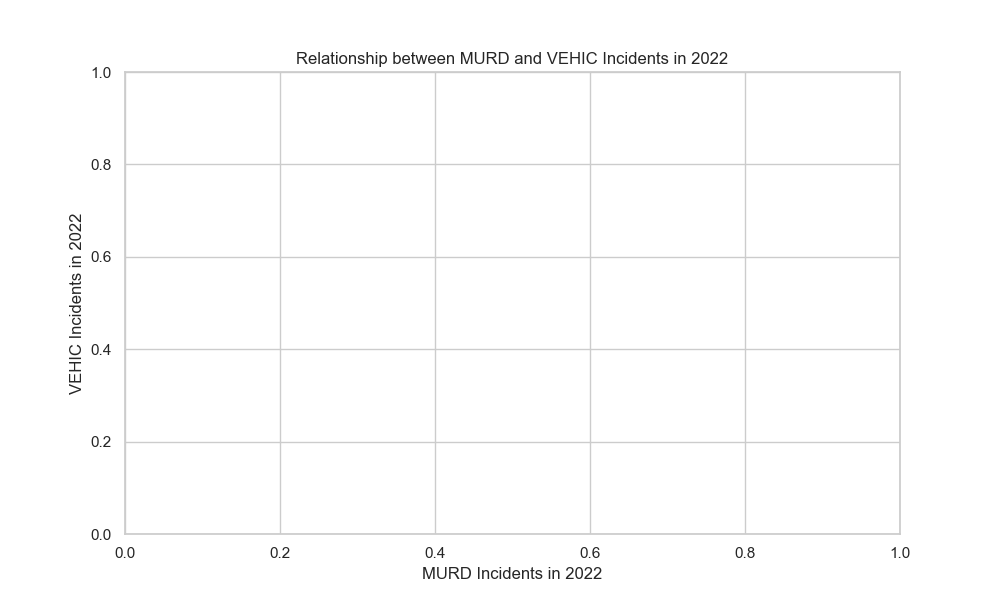 Relationship between MURD and VEHIC Incidents in 2022
1.0
0.8
0.6
0.4
0.2
0.0
VEHIC Incidents in 2022
0.0 0.2 0.4 0.6 0.8 1.0
MURD Incidents in 2022